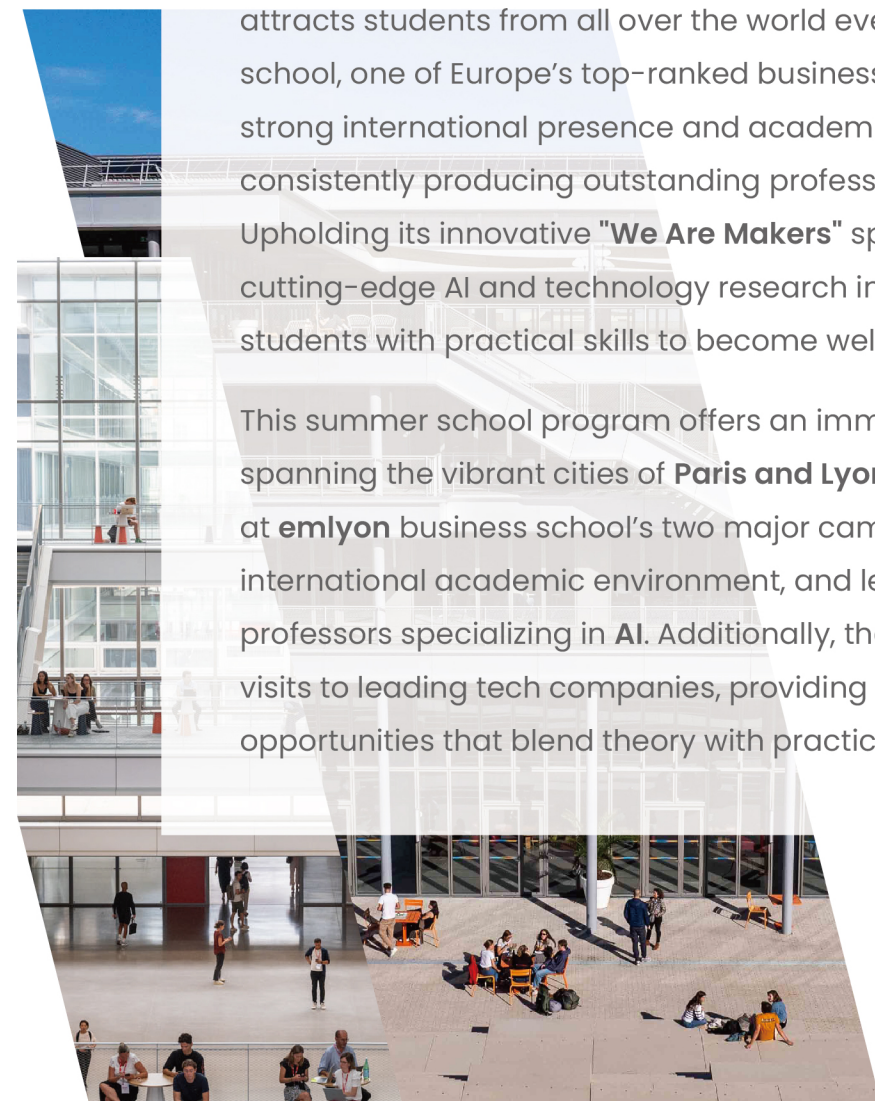 attracts students from all over the world eve
school, one of Europe's top-ranked business
strong international presence and academ
consistently producing outstanding profess
Upholding its innovative "We Are Makers" sp
cutting-edge AI and technology research in
students with practical skills to become wel
This summer school program offers an imm
spanning the vibrant cities of Paris and Lyon
at emlyon business school's two major cam
international academic environment, and le
professors specializing in AI. Additionally, the
visits to leading tech companies, providing
opportunities that blend theory with practic